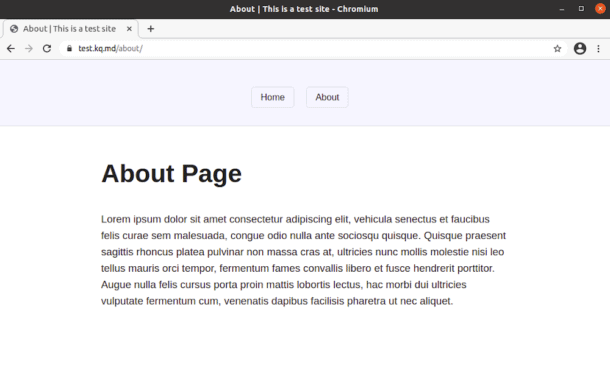 About | This is a test site - Chromium
About | This is a test site
test.kq.md/about/
Home
About
About Page
Lorem ipsum dolor sit amet consectetur adipiscing elit, vehicula senectus et faucibus
felis curae sem malesuada, congue odio nulla ante sociosqu quisque. Quisque praesent
sagittis rhoncus platea pulvinar non massa cras at, ultricies nunc mollis molestie nisi leo
tellus mauris orci tempor, fermentum fames convallis libero et fusce hendrerit porttitor.
Augue nulla felis cursus porta proin mattis lobortis lectus, hac morbi dui ultricies
vulputate fermentum cum, venenatis dapibus facilisis pharetra ut nec aliquet.